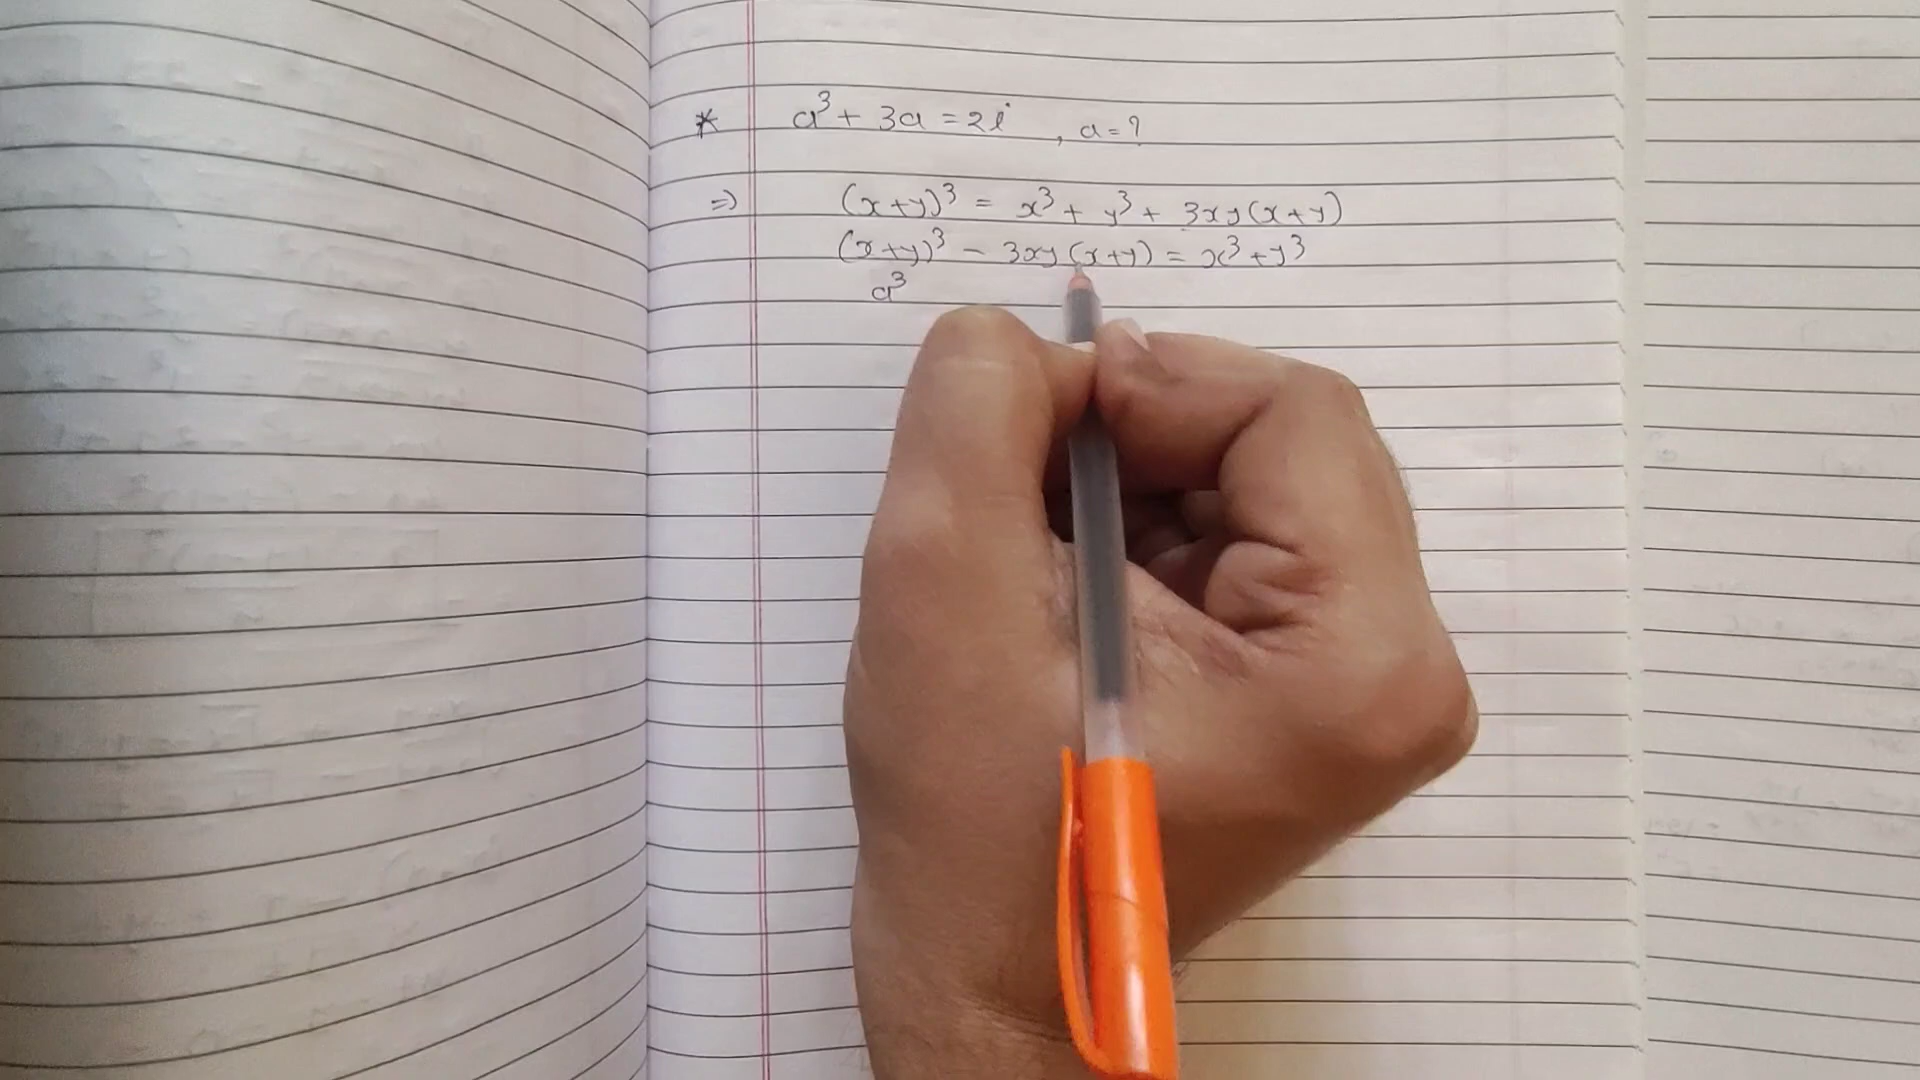 * a³ + 3a = 2i , a = ?
⇒ (x+y)³ = x³ + y³ + 3xy(x+y)
(x+y)³ - 3xy(x+y) = x³ + y³
a³